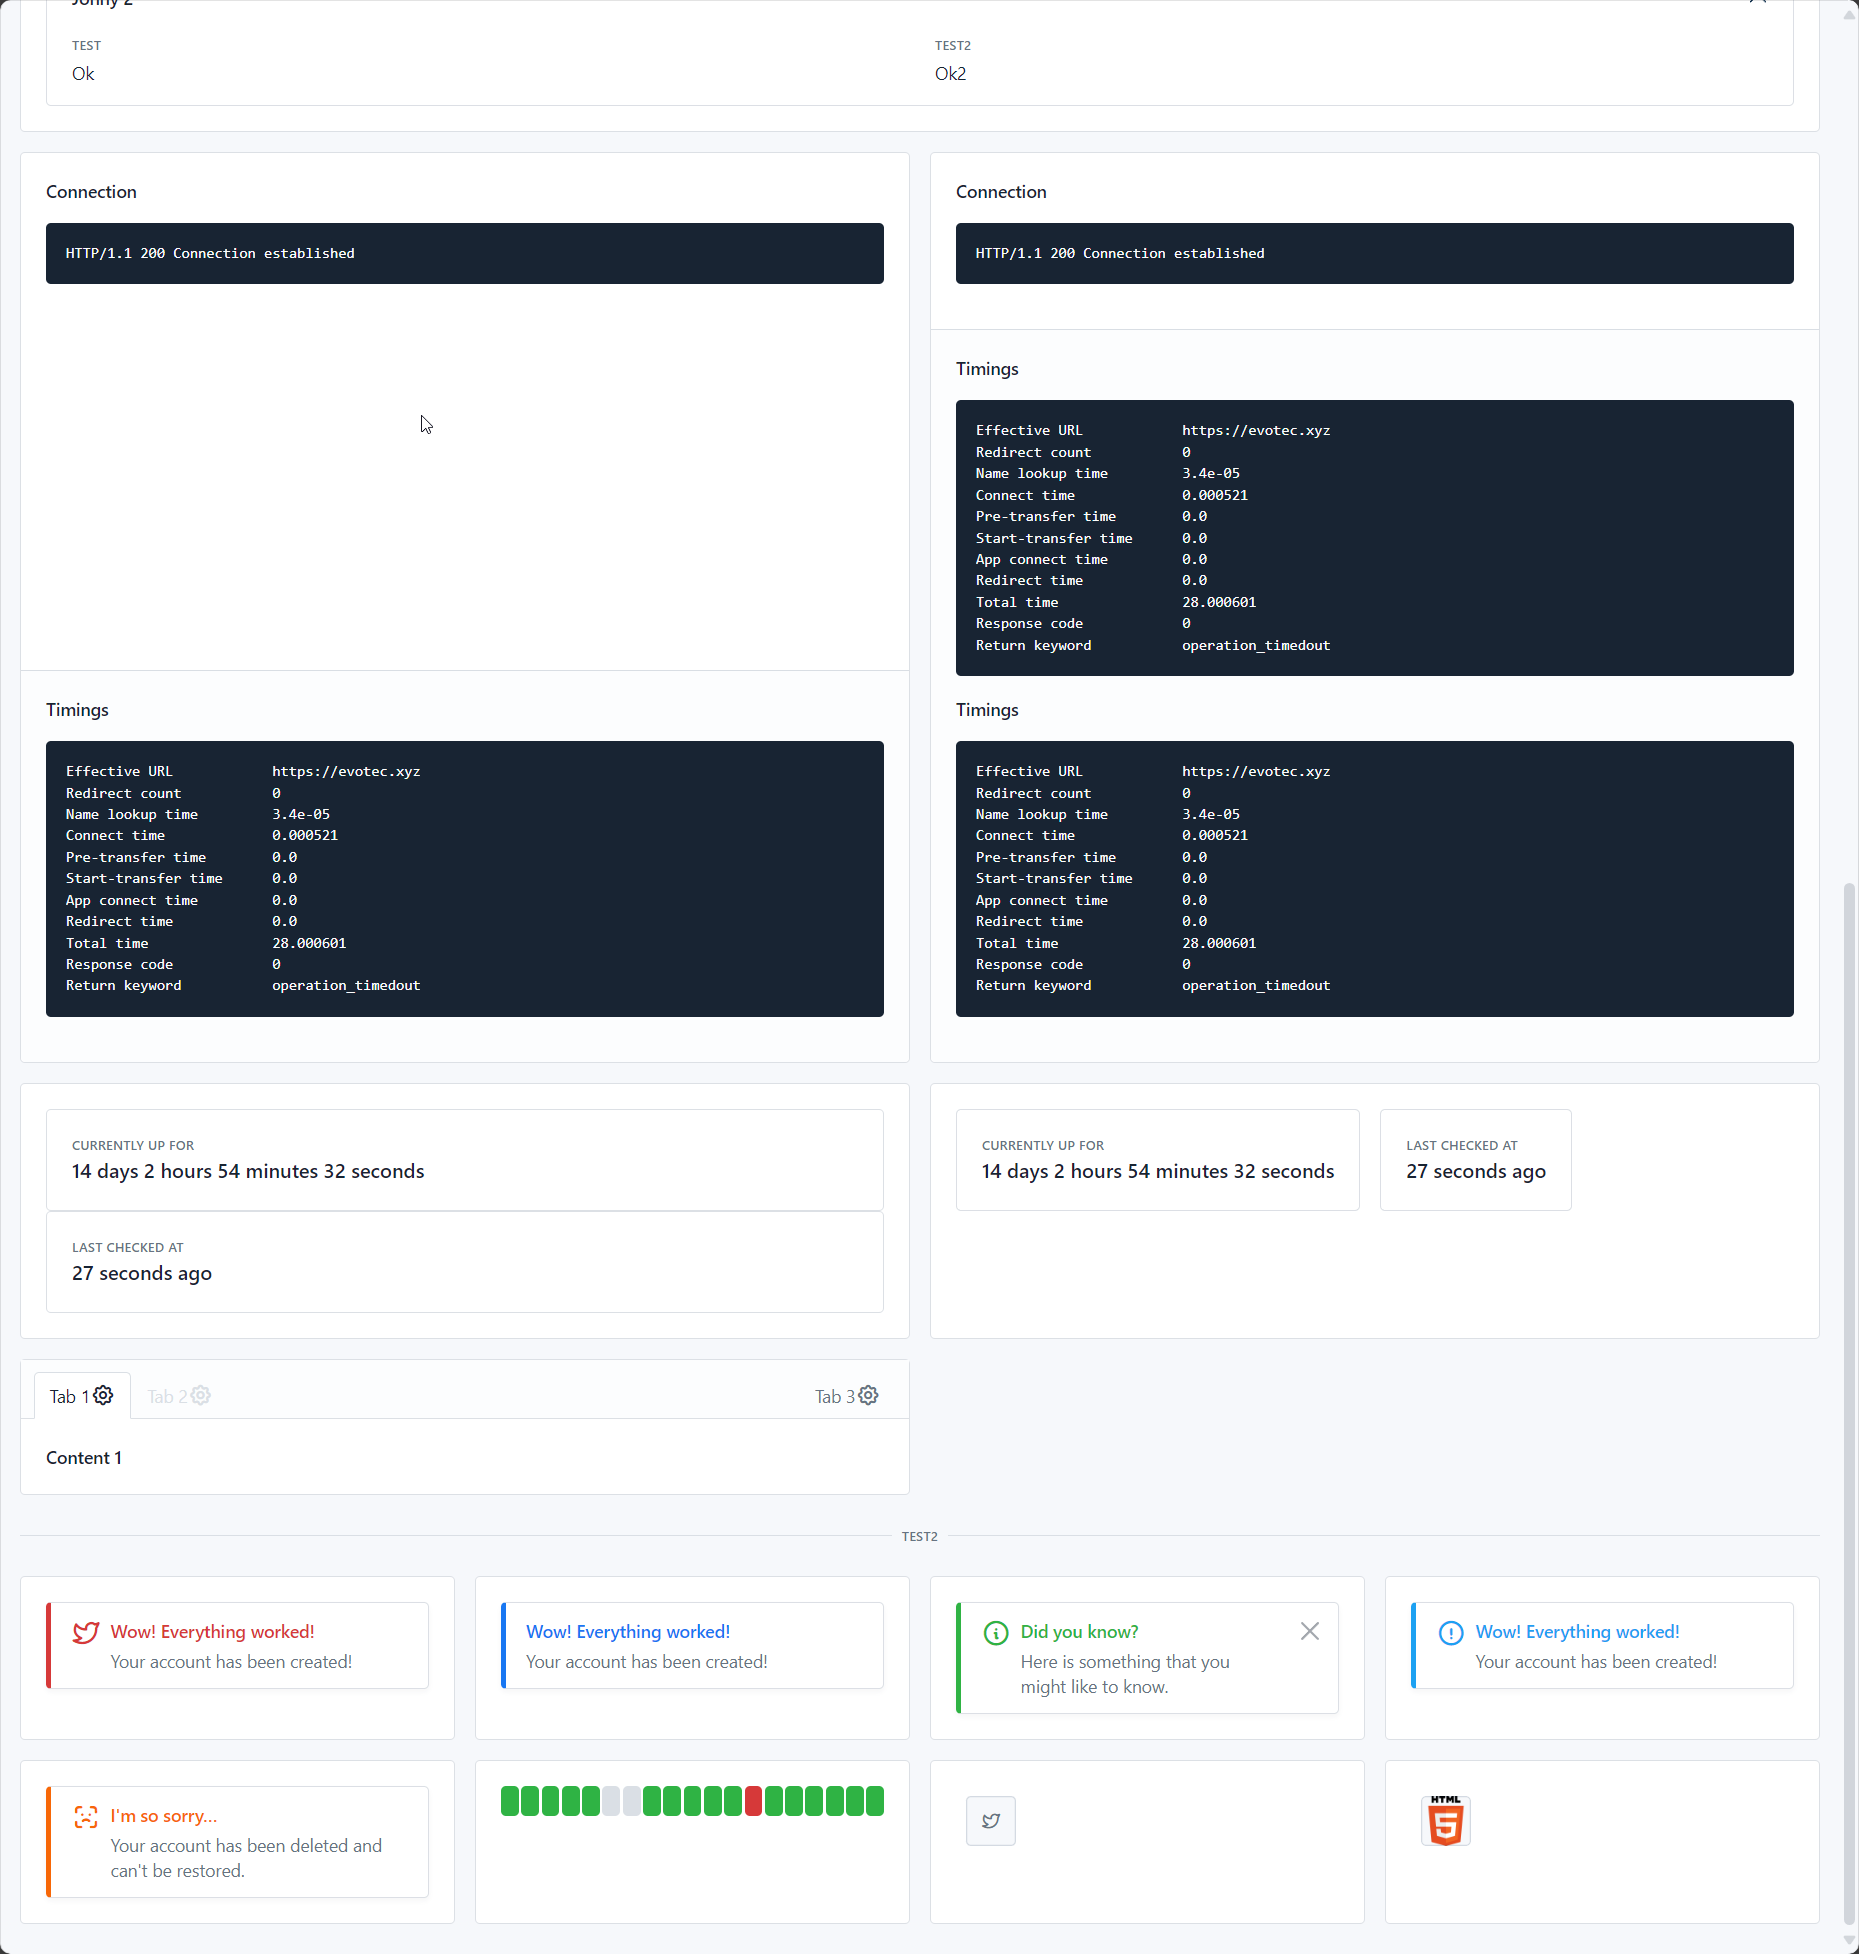 Jonny 2
TEST
Ok
TEST2
Ok2
Connection
HTTP/1.1 200 Connection established
Timings
Effective URL https://evotec.xyz
Redirect count 0
Name lookup time 3.4e-05
Connect time 0.000521
Pre-transfer time 0.0
Start-transfer time 0.0
App connect time 0.0
Redirect time 0.0
Total time 28.000601
Response code 0
Return keyword operation_timedout
Connection
HTTP/1.1 200 Connection established
Timings
Effective URL https://evotec.xyz
Redirect count 0
Name lookup time 3.4e-05
Connect time 0.000521
Pre-transfer time 0.0
Start-transfer time 0.0
App connect time 0.0
Redirect time 0.0
Total time 28.000601
Response code 0
Return keyword operation_timedout
Timings
Effective URL https://evotec.xyz
Redirect count 0
Name lookup time 3.4e-05
Connect time 0.000521
Pre-transfer time 0.0
Start-transfer time 0.0
App connect time 0.0
Redirect time 0.0
Total time 28.000601
Response code 0
Return keyword operation_timedout
CURRENTLY UP FOR
14 days 2 hours 54 minutes 32 seconds
LAST CHECKED AT
27 seconds ago
CURRENTLY UP FOR
14 days 2 hours 54 minutes 32 seconds
LAST CHECKED AT
27 seconds ago
Tab 1 Tab 2 Tab 3
Content 1
TEST2
Wow! Everything worked!
Your account has been created!
Wow! Everything worked!
Your account has been created!
Did you know?
Here is something that you
might like to know.
Wow! Everything worked!
Your account has been created!
I'm so sorry...
Your account has been deleted and
can't be restored.
HTML
5